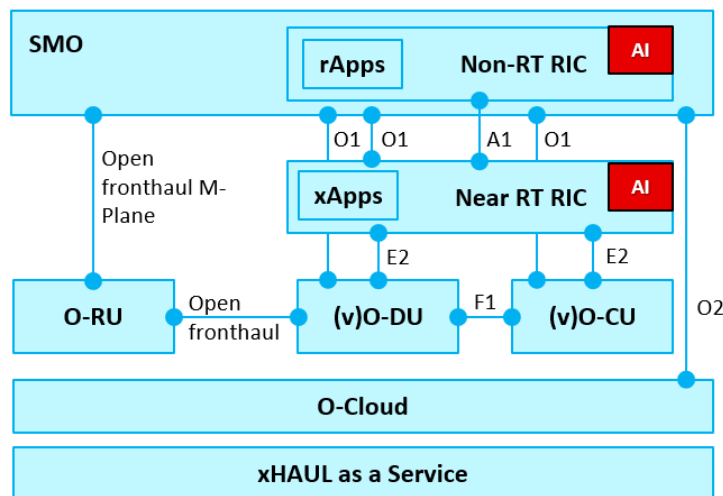 SMO
rApps
Non-RT RIC
AI
Open
fronthaul M-
Plane
O1
O1
A1
O1
xApps
Near RT RIC
AI
E2
E2
O-RU
Open
fronthaul
(v)O-DU
F1
(v)O-CU
O2
O-Cloud
xHAUL as a Service